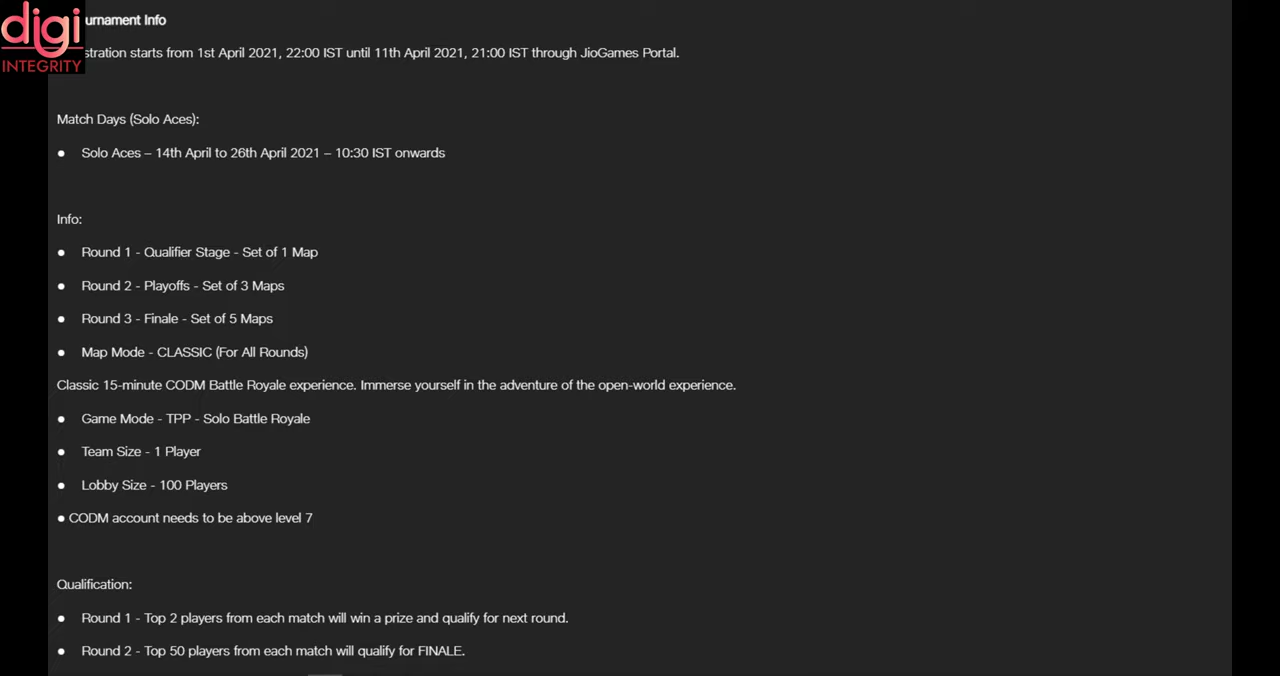 digi
INTEGRITY
urnament Info
stration starts from 1st April 2021, 22:00 IST until 11th April 2021, 21:00 IST through JioGames Portal.
Match Days (Solo Aces):
● Solo Aces – 14th April to 26th April 2021 – 10:30 IST onwards
Info:
● Round 1 - Qualifier Stage - Set of 1 Map
● Round 2 - Playoffs - Set of 3 Maps
● Round 3 - Finale - Set of 5 Maps
● Map Mode - CLASSIC (For All Rounds)
Classic 15-minute CODM Battle Royale experience. Immerse yourself in the adventure of the open-world experience.
● Game Mode - TPP - Solo Battle Royale
● Team Size - 1 Player
● Lobby Size - 100 Players
● CODM account needs to be above level 7
Qualification:
● Round 1 - Top 2 players from each match will win a prize and qualify for next round.
● Round 2 - Top 50 players from each match will qualify for FINALE.